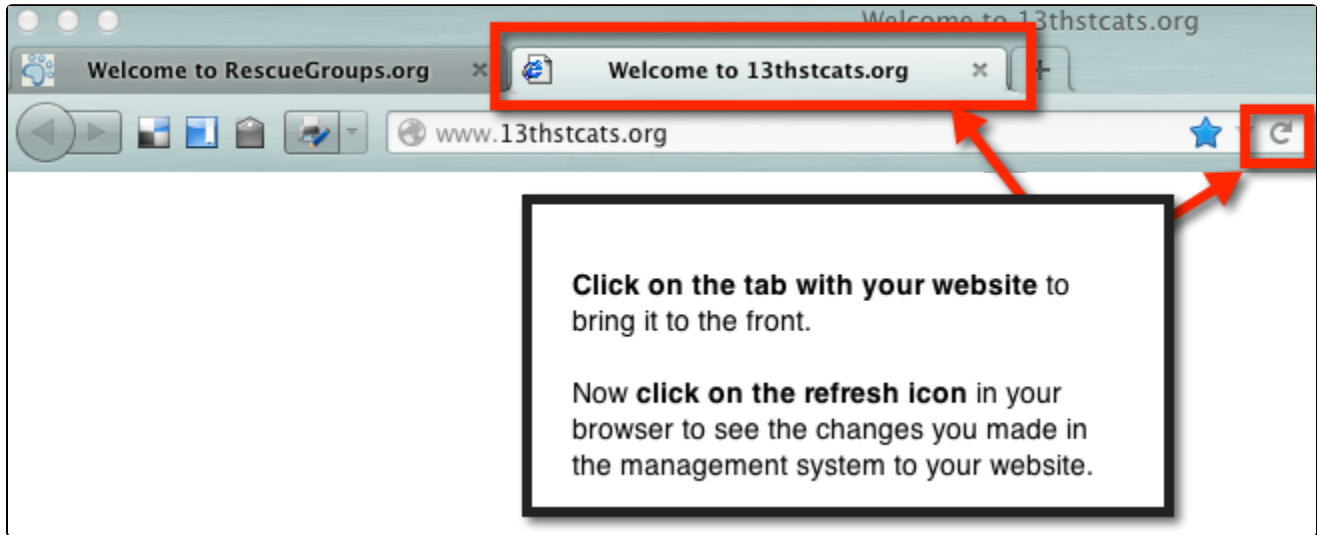 Welcome to 13thstcats.org
Welcome to RescueGroups.org
Welcome to 13thstcats.org
www.13thstcats.org
Click on the tab with your website to
bring it to the front.
Now click on the refresh icon in your
browser to see the changes you made in
the management system to your website.